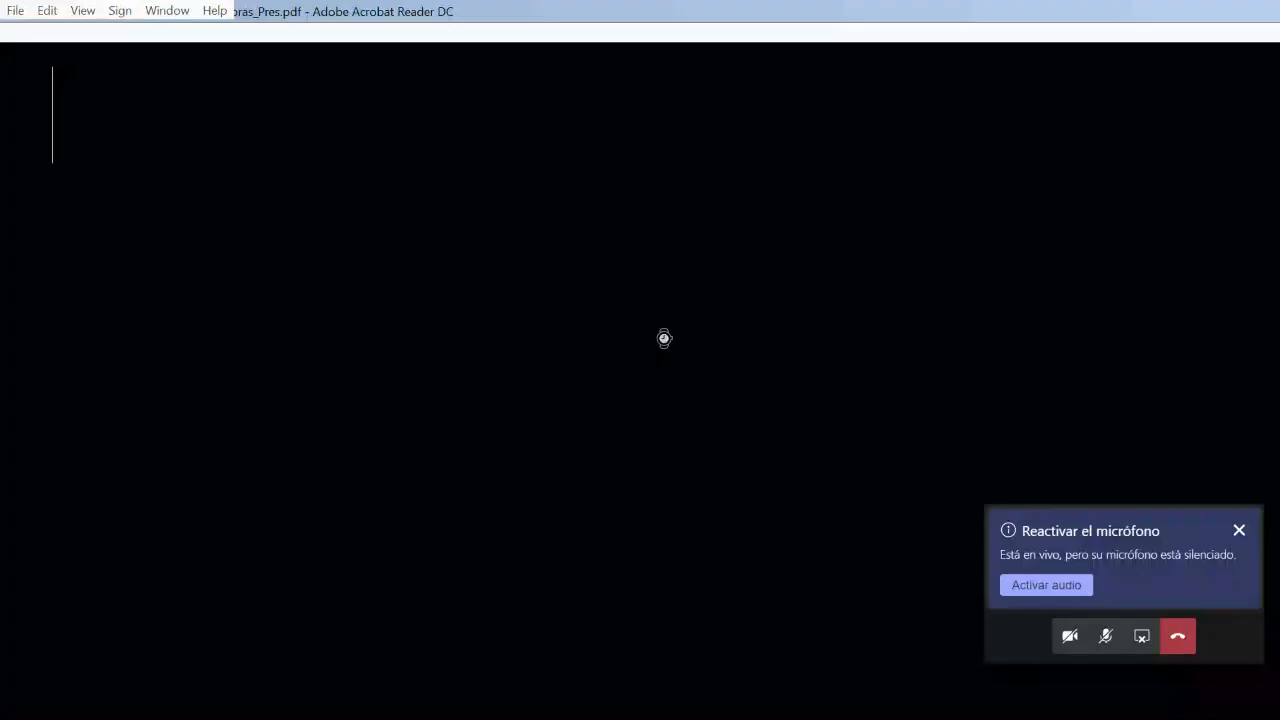 File Edit View Sign Window Help oras_Pres.pdf - Adobe Acrobat Reader DC
Reactivar el micrófono
Está en vivo, pero su micrófono está silenciado.
Activar audio